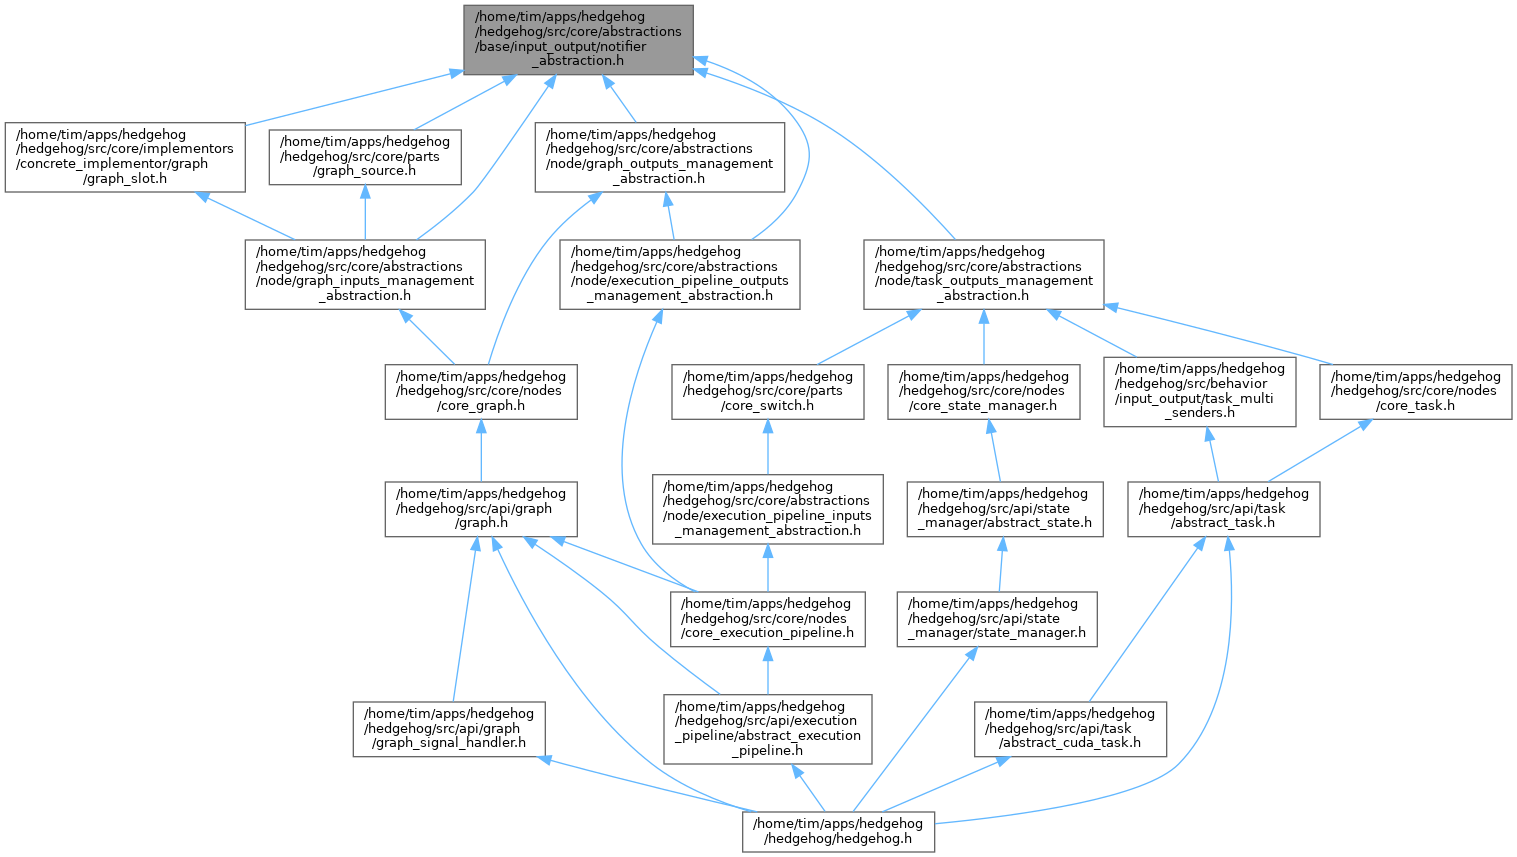 /home/tim/apps/hedgehog
/hedgehog/src/core/abstractions
/base/input_output/notifier
_abstraction.h
/home/tim/apps/hedgehog
/hedgehog/src/core/implementors
/concrete_implementor/graph
/graph_slot.h
/home/tim/apps/hedgehog
/hedgehog/src/core/parts
/graph_source.h
/home/tim/apps/hedgehog
/hedgehog/src/core/abstractions
/node/graph_outputs_management
_abstraction.h
/home/tim/apps/hedgehog
/hedgehog/src/core/abstractions
/node/graph_inputs_management
_abstraction.h
/home/tim/apps/hedgehog
/hedgehog/src/core/abstractions
/node/execution_pipeline_outputs
_management_abstraction.h
/home/tim/apps/hedgehog
/hedgehog/src/core/abstractions
/node/task_outputs_management
_abstraction.h
/home/tim/apps/hedgehog
/hedgehog/src/core/nodes
/core_graph.h
/home/tim/apps/hedgehog
/hedgehog/src/core/parts
/core_switch.h
/home/tim/apps/hedgehog
/hedgehog/src/core/nodes
/core_state_manager.h
/home/tim/apps/hedgehog
/hedgehog/src/behavior
/input_output/task_multi
_senders.h
/home/tim/apps/hedgehog
/hedgehog/src/core/nodes
/core_task.h
/home/tim/apps/hedgehog
/hedgehog/src/api/graph
/graph.h
/home/tim/apps/hedgehog
/hedgehog/src/core/abstractions
/node/execution_pipeline_inputs
_management_abstraction.h
/home/tim/apps/hedgehog
/hedgehog/src/api/state
_manager/abstract_state.h
/home/tim/apps/hedgehog
/hedgehog/src/api/task
/abstract_task.h
/home/tim/apps/hedgehog
/hedgehog/src/core/nodes
/core_execution_pipeline.h
/home/tim/apps/hedgehog
/hedgehog/src/api/state
_manager/state_manager.h
/home/tim/apps/hedgehog
/hedgehog/src/api/graph
/graph_signal_handler.h
/home/tim/apps/hedgehog
/hedgehog/src/api/execution
_pipeline/abstract_execution
_pipeline.h
/home/tim/apps/hedgehog
/hedgehog/src/api/task
/abstract_cuda_task.h
/home/tim/apps/hedgehog
/hedgehog/hedgehog.h